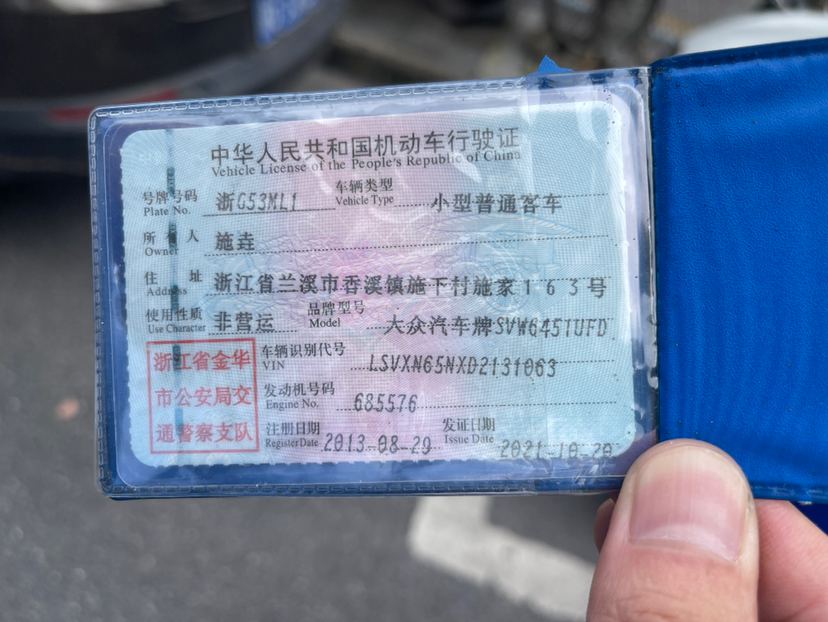 中华人民共和国机动车行驶证
Vehicle License of the People's Republic of China
号牌号码 浙G53ML1 车辆类型 小型普通客车
Plate No. Vehicle Type
所有人 施垚
Owner
住址 浙江省兰溪市香溪镇施下村施家163号
Address
使用性质 非营运 品牌型号 大众汽车牌SVW6451UFD
Use Character Model
浙江省金华
市公安局交
通警察支队
车辆识别代号 LSVXN65NXD2131063
VIN
发动机号码 685576
Engine No.
注册日期 2013-08-29 发证日期 2021-10-20
Register Date Issue Date